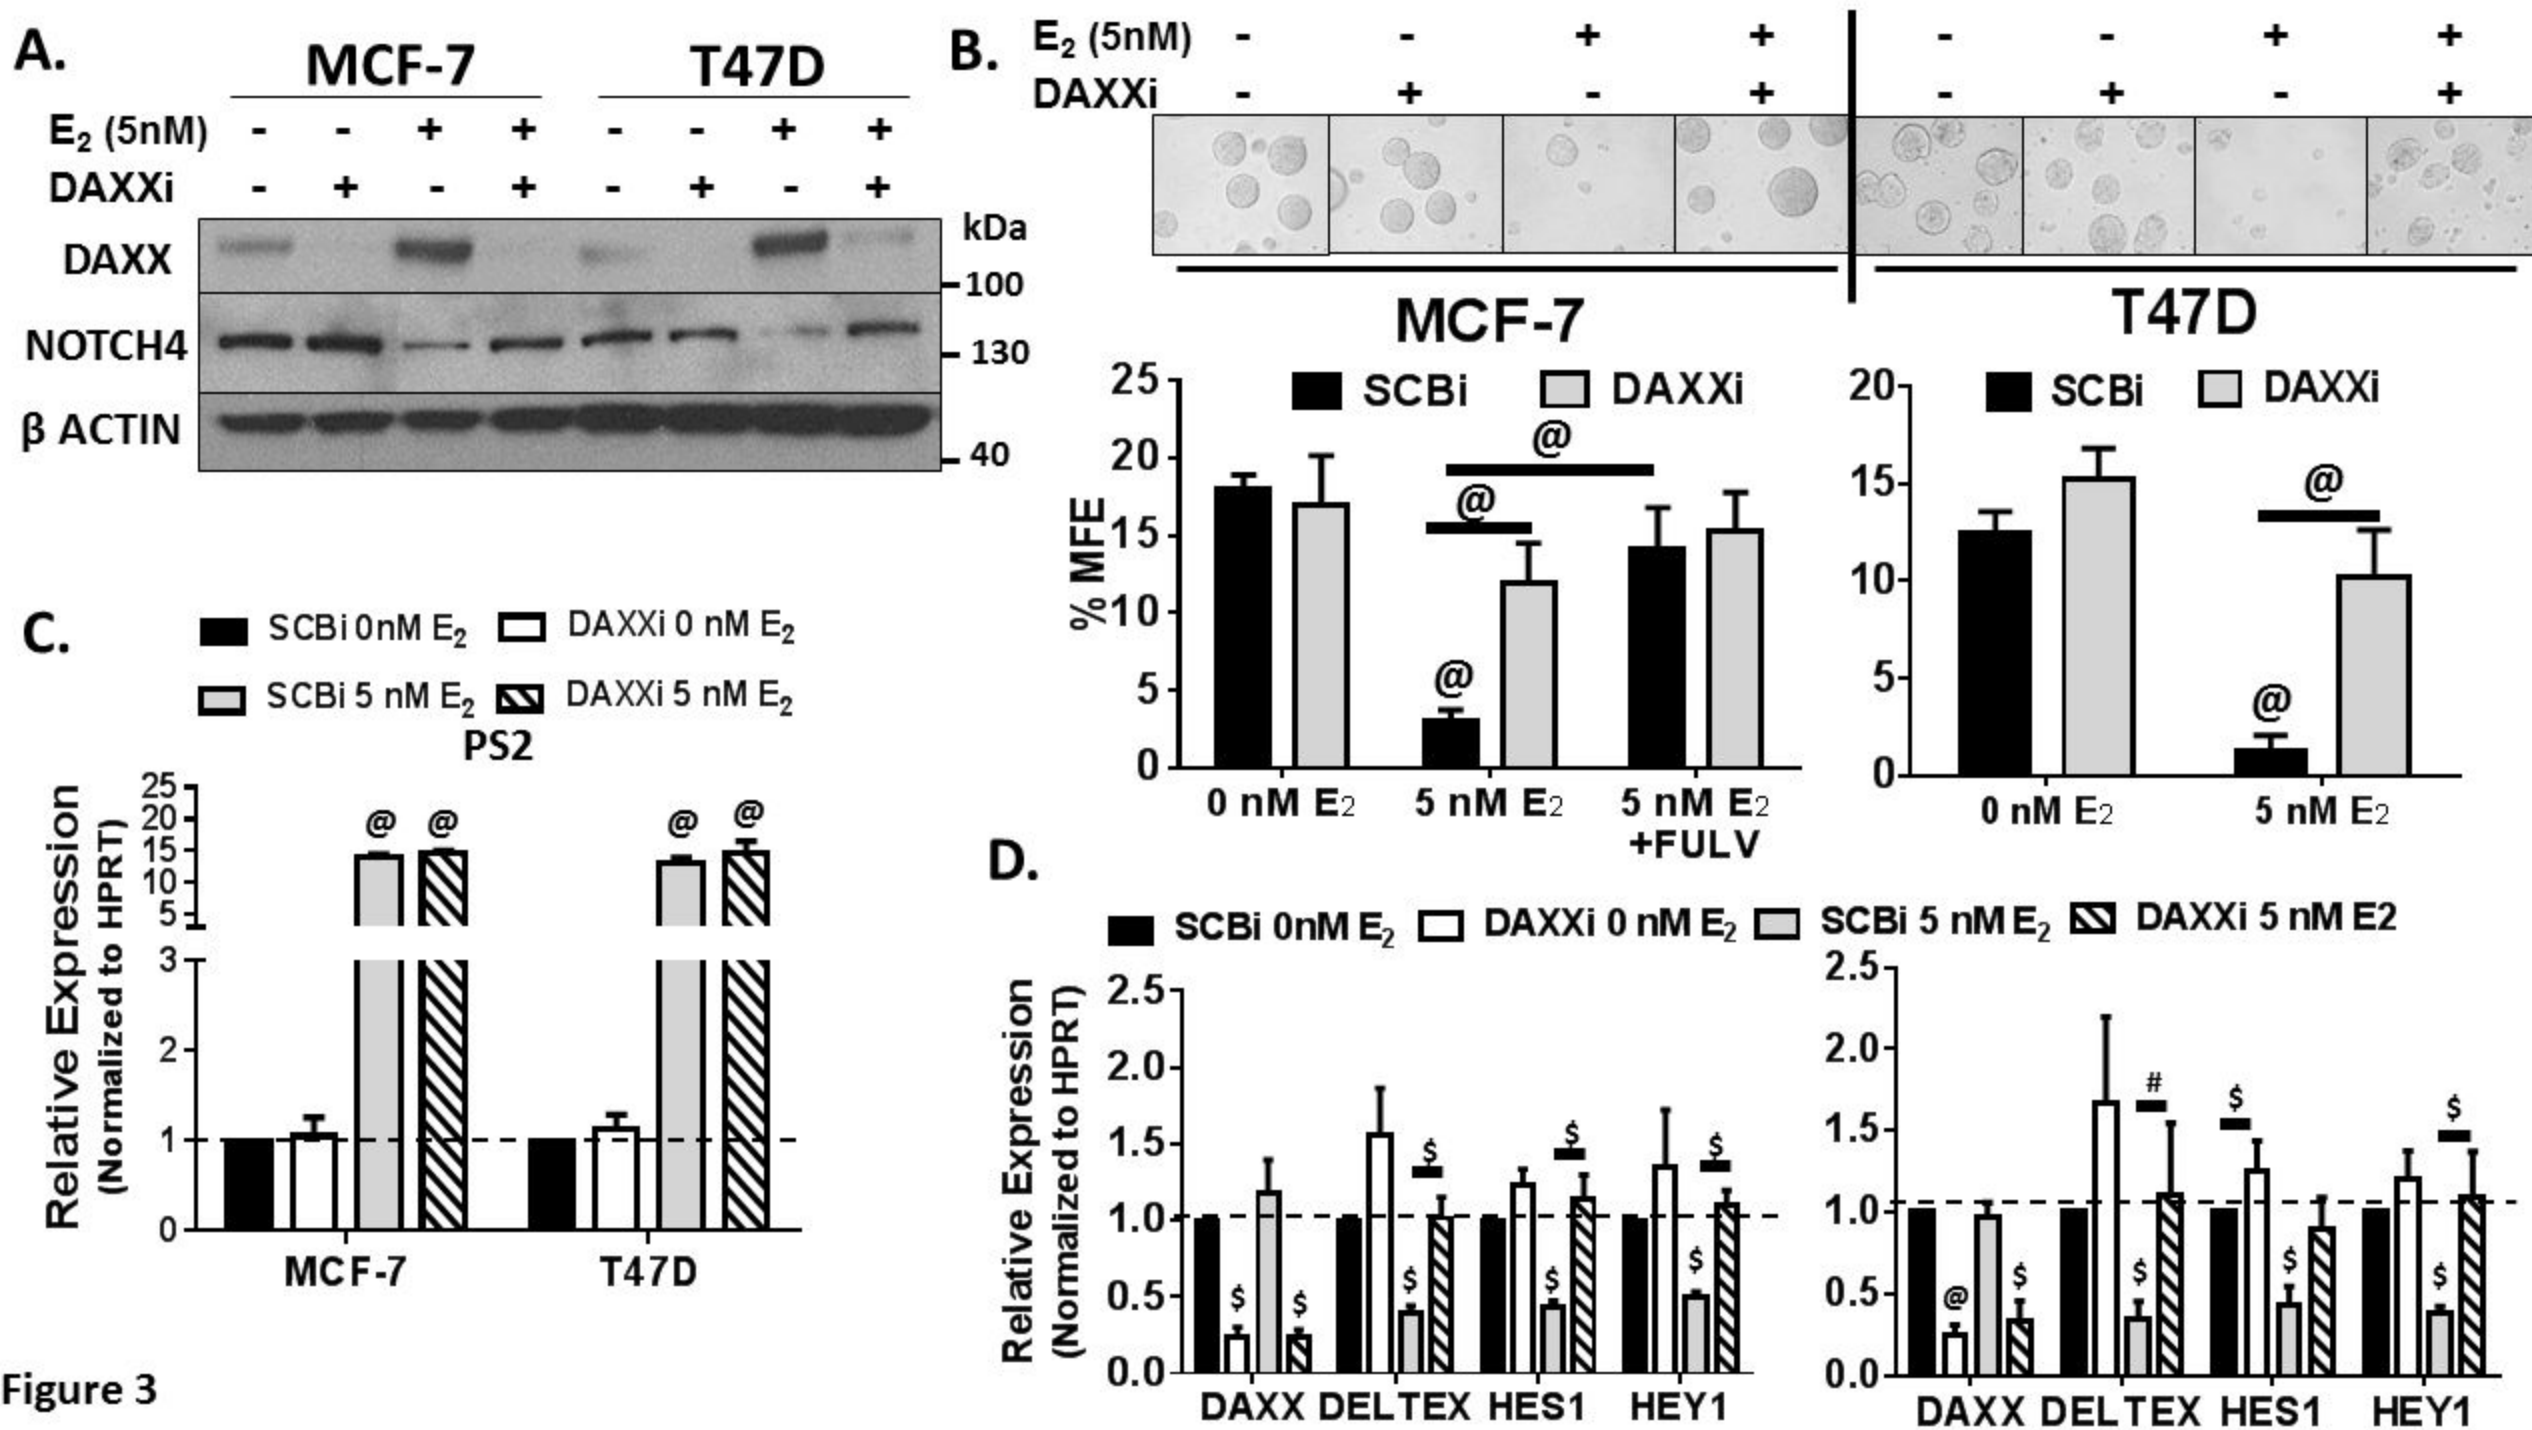 A.
MCF-7 T47D
E2 (5nM) - - + + - - + +
DAXXi - + - + - + - +
kDa
DAXX
100
NOTCH4
130
β ACTIN
40
B.
E2 (5nM) - - + + - - + +
DAXXi - + - + - + - +
MCF-7
T47D
SCBi DAXXi
% MFE
25
20
15
10
5
0
@
@
@
0 nM E2 5 nM E2 5 nM E2
+FULV
SCBi DAXXi
20
15
10
5
0
@
@
0 nM E2 5 nM E2
C.
SCBi 0nM E2 DAXXi 0 nM E2
SCBi 5 nM E2 DAXXi 5 nM E2
PS2
Relative Expression
(Normalized to HPRT)
25
20
15
10
5
3
2
1
0
@ @ @ @
MCF-7 T47D
D.
SCBi 0nM E2 DAXXi 0 nM E2 SCBi 5 nM E2 DAXXi 5 nM E2
Relative Expression
(Normalized to HPRT)
2.5
2.0
1.5
1.0
0.5
0.0
$ $ $
$ $ $ $ $
DAXX DELTEX HES1 HEY1
2.5
2.0
1.5
1.0
0.5
0.0
# $ $
@ $ $ $ $
DAXX DELTEX HES1 HEY1
Figure 3